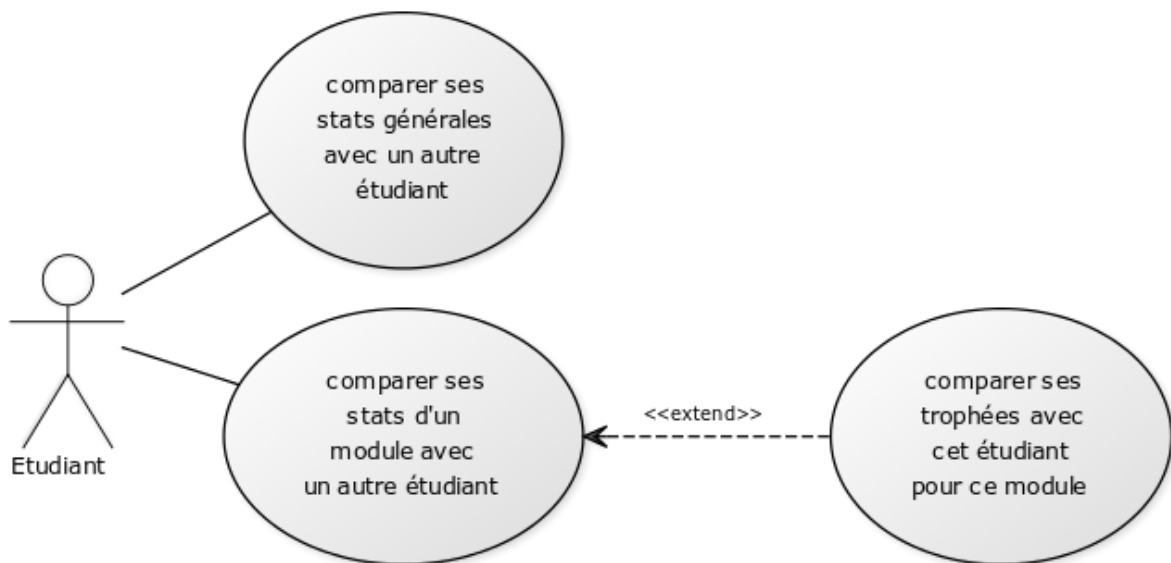 comparer ses
stats générales
avec un autre
étudiant
Etudiant
comparer ses
stats d'un
module avec
un autre étudiant
<<extend>>
comparer ses
trophées avec
cet étudiant
pour ce module